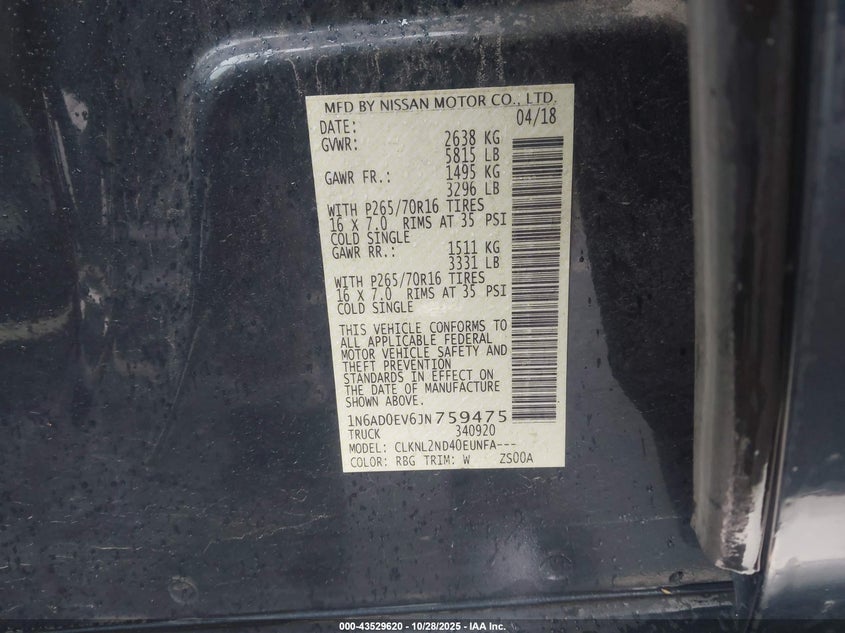 MFD BY NISSAN MOTOR CO., LTD.
DATE: 04/18
GVWR: 2638 KG
5815 LB
GAWR FR.: 1495 KG
3296 LB
WITH P265/70R16 TIRES
16 X 7.0 RIMS AT 35 PSI
COLD SINGLE
GAWR RR.: 1511 KG
3331 LB
WITH P265/70R16 TIRES
16 X 7.0 RIMS AT 35 PSI
COLD SINGLE
THIS VEHICLE CONFORMS TO
ALL APPLICABLE FEDERAL
MOTOR VEHICLE SAFETY AND
THEFT PREVENTION
STANDARDS IN EFFECT ON
THE DATE OF MANUFACTURE
SHOWN ABOVE.
1N6AD0EV6JN759475
TRUCK 340920
MODEL: CLKNL2ND40EUNFA---
COLOR: RBG TRIM: W ZS00A
000-43529620 - 10/28/2025 - IAA Inc.